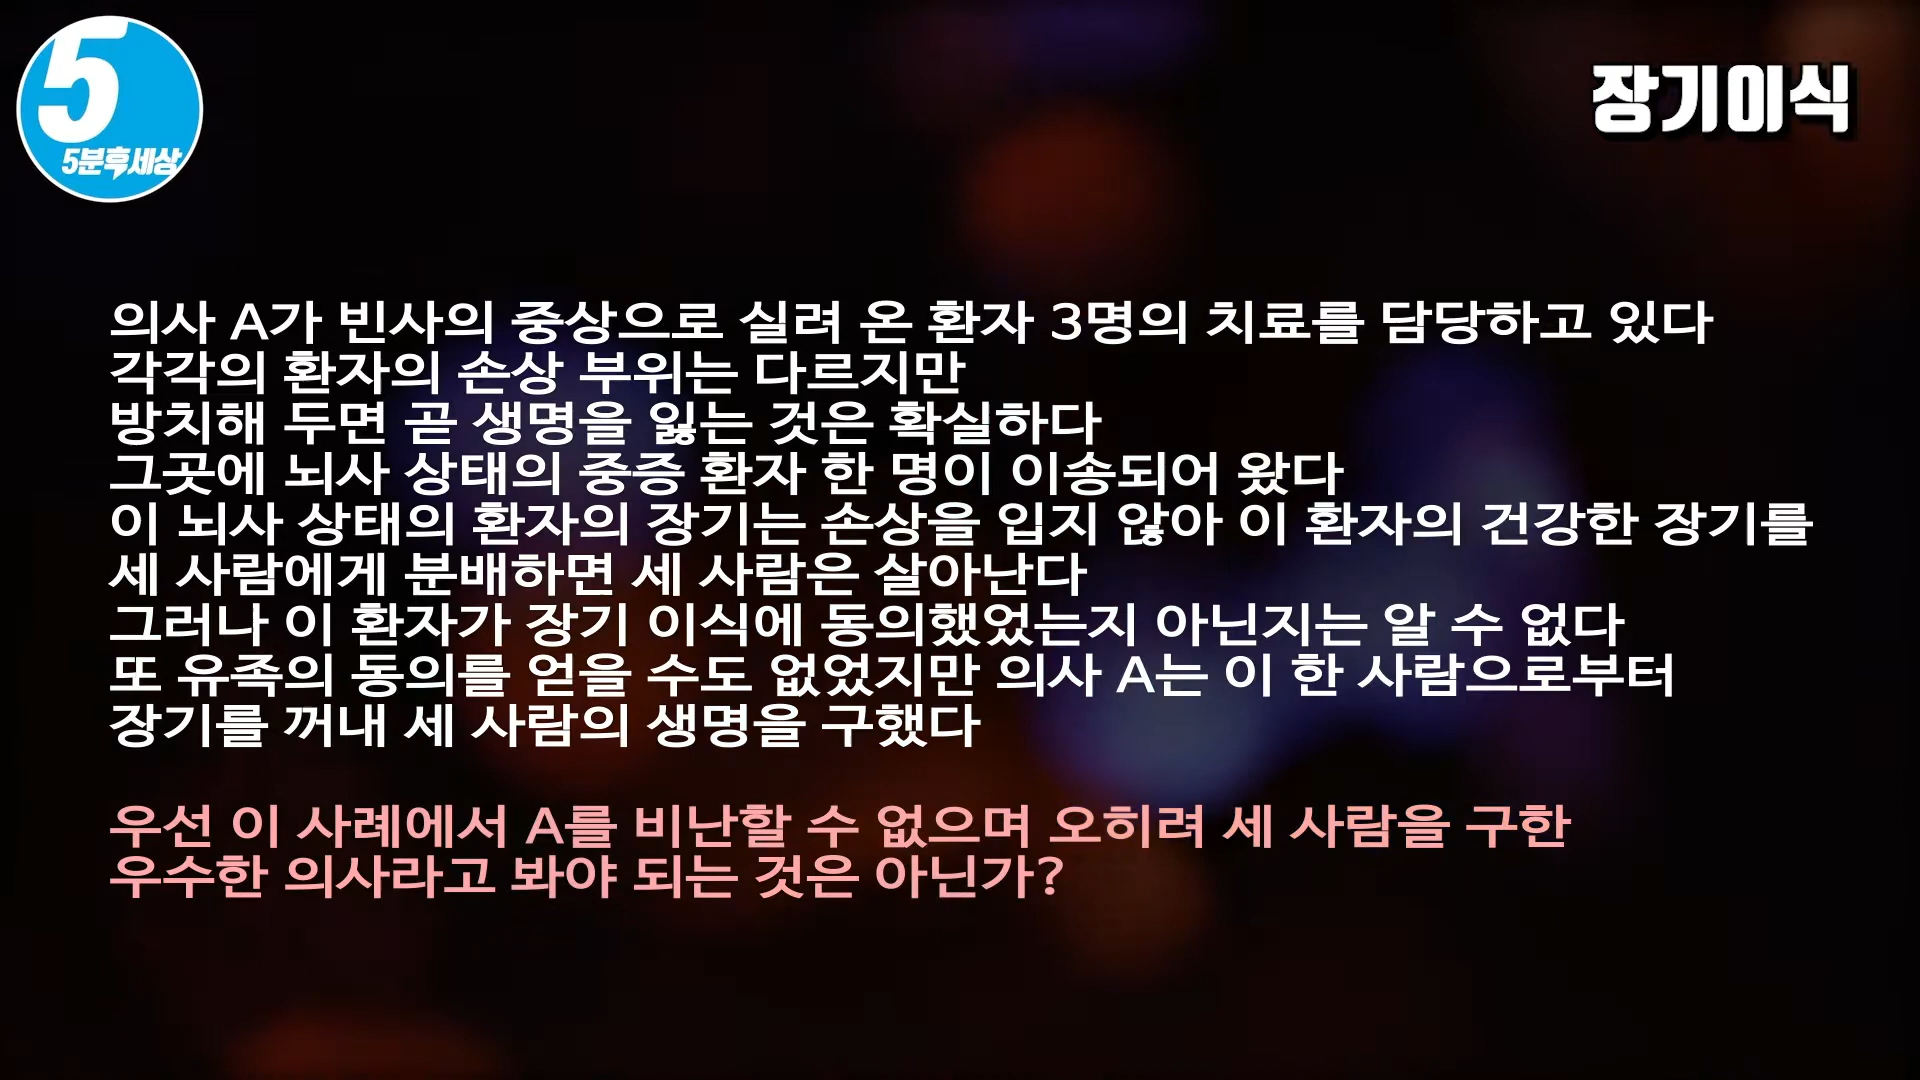 5
5분후세상
장기이식
의사 A가 빈사의 중상으로 실려 온 환자 3명의 치료를 담당하고 있다
각각의 환자의 손상 부위는 다르지만
방치해 두면 곧 생명을 잃는 것은 확실하다
그곳에 뇌사 상태의 중증 환자 한 명이 이송되어 왔다
이 뇌사 상태의 환자의 장기는 손상을 입지 않아 이 환자의 건강한 장기를
세 사람에게 분배하면 세 사람은 살아난다
그러나 이 환자가 장기 이식에 동의했었는지 아닌지는 알 수 없다
또 유족의 동의를 얻을 수도 없었지만 의사 A는 이 한 사람으로부터
장기를 꺼내 세 사람의 생명을 구했다
우선 이 사례에서 A를 비난할 수 없으며 오히려 세 사람을 구한
우수한 의사라고 봐야 되는 것은 아닌가?